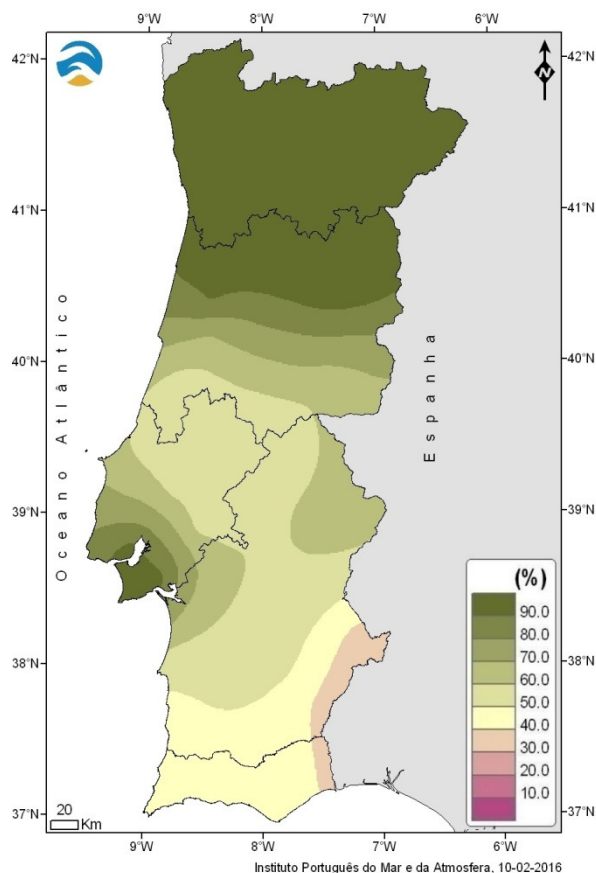 9°W 8°W 7°W 6°W
42°N 42°N
N
41°N 41°N
40°N 40°N
39°N 39°N
38°N 38°N
37°N 37°N
Oceano Atlântico
Espanha
(%)
90.0
80.0
70.0
60.0
50.0
40.0
30.0
20.0
10.0
20
Km
9°W 8°W 7°W 6°W
Instituto Português do Mar e da Atmosfera, 10-02-2016